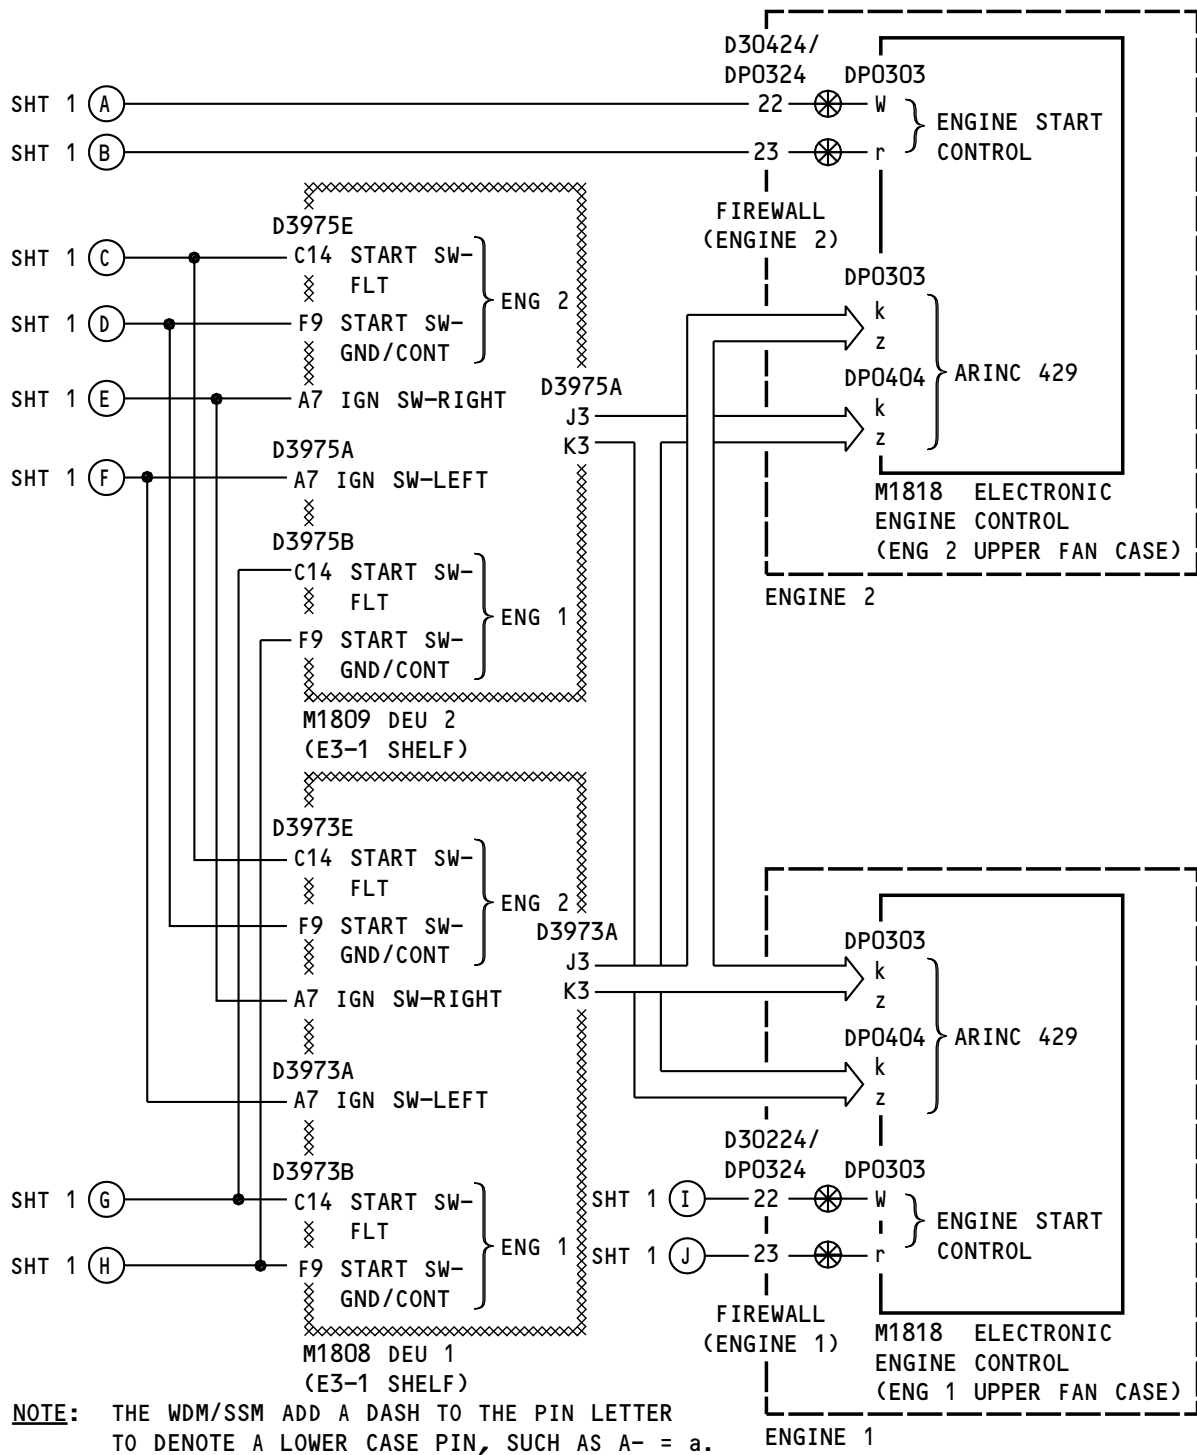 D30424/
DP0324 DP0303
SHT 1 A 22 W
ENGINE START
CONTROL
SHT 1 B 23 r
FIREWALL
(ENGINE 2)
D3975E
SHT 1 C C14 START SW-
FLT
ENG 2
SHT 1 D F9 START SW-
GND/CONT
SHT 1 E A7 IGN SW-RIGHT
D3975A
SHT 1 F A7 IGN SW-LEFT
D3975B
C14 START SW-
FLT
ENG 1
F9 START SW-
GND/CONT
D3975A
J3
K3
M1809 DEU 2
(E3-1 SHELF)
DP0303
k
z
DP0404
k
z
ARINC 429
M1818 ELECTRONIC
ENGINE CONTROL
(ENG 2 UPPER FAN CASE)
ENGINE 2
D3973E
C14 START SW-
FLT
ENG 2
F9 START SW-
GND/CONT
A7 IGN SW-RIGHT
D3973A
J3
K3
D3973A
A7 IGN SW-LEFT
D3973B
SHT 1 G C14 START SW-
FLT
ENG 1
SHT 1 H F9 START SW-
GND/CONT
M1808 DEU 1
(E3-1 SHELF)
DP0303
k
z
DP0404
k
z
ARINC 429
D30224/
DP0324 DP0303
SHT 1 I 22 W
ENGINE START
CONTROL
SHT 1 J 23 r
FIREWALL
(ENGINE 1)
M1818 ELECTRONIC
ENGINE CONTROL
(ENG 1 UPPER FAN CASE)
ENGINE 1
NOTE: THE WDM/SSM ADD A DASH TO THE PIN LETTER
TO DENOTE A LOWER CASE PIN, SUCH AS A- = a.